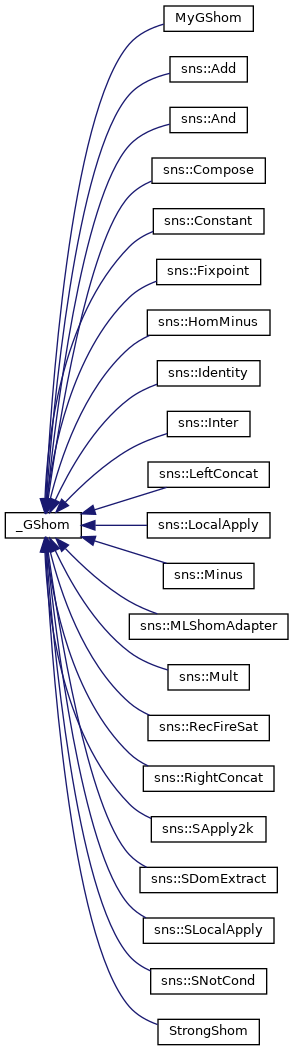 MyGShom
sns::Add
sns::And
sns::Compose
sns::Constant
sns::Fixpoint
sns::HomMinus
sns::Identity
sns::Inter
sns::LeftConcat
_GShom
sns::LocalApply
sns::Minus
sns::MLShomAdapter
sns::Mult
sns::RecFireSat
sns::RightConcat
sns::SApply2k
sns::SDomExtract
sns::SLocalApply
sns::SNotCond
StrongShom